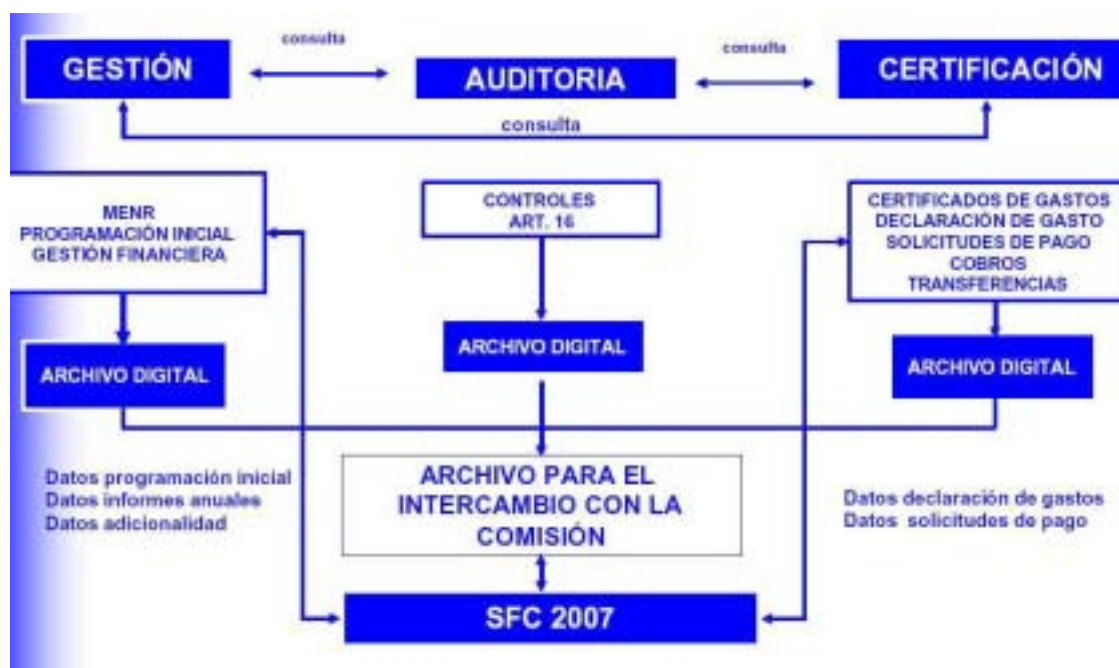 consulta
consulta
GESTIÓN
AUDITORIA
CERTIFICACIÓN
consulta
MENR
PROGRAMACIÓN INICIAL
GESTIÓN FINANCIERA
CONTROLES
ART. 16
CERTIFICADOS DE GASTOS
DECLARACIÓN DE GASTO
SOLICITUDES DE PAGO
COBROS
TRANSFERENCIAS
ARCHIVO DIGITAL
ARCHIVO DIGITAL
ARCHIVO DIGITAL
Datos programación inicial
Datos informes anuales
Datos adicionalidad
ARCHIVO PARA EL
INTERCAMBIO CON LA
COMISIÓN
Datos declaración de gastos
Datos solicitudes de pago
SFC 2007